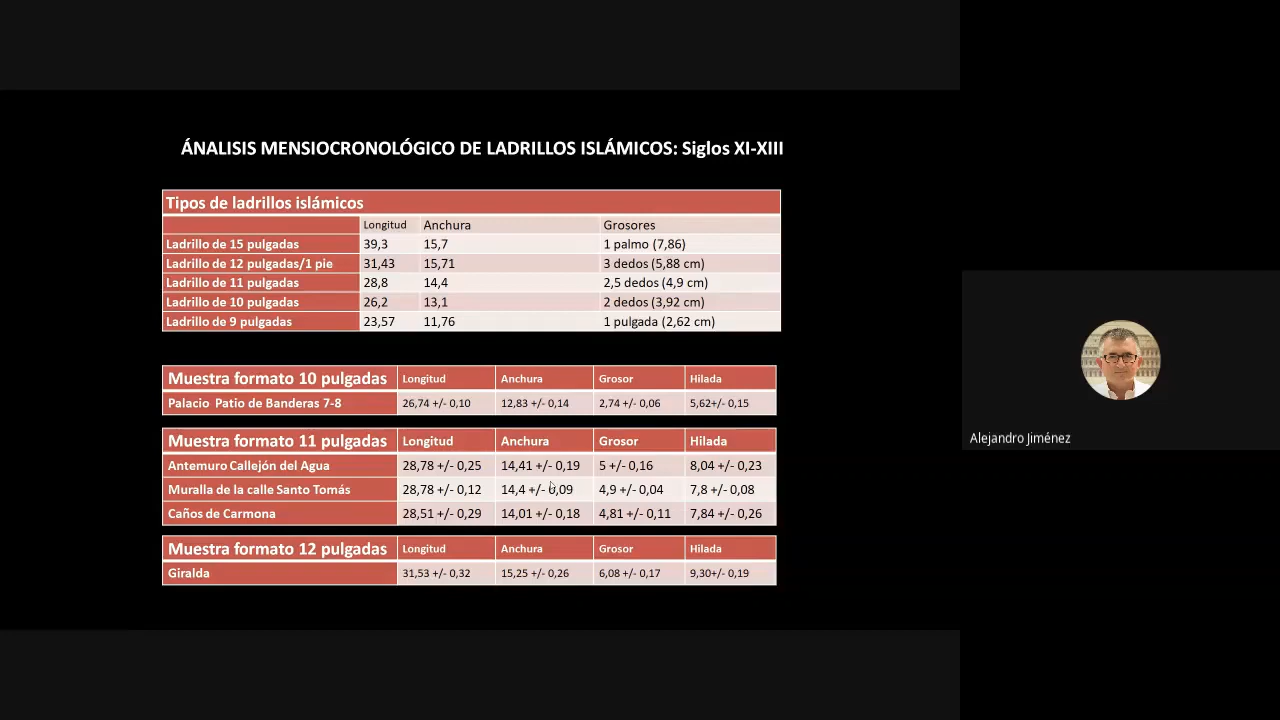 ÁNALISIS MENSIOCRONOLÓGICO DE LADRILLOS ISLÁMICOS: Siglos XI-XIII
Tipos de ladrillos islámicos
Longitud Anchura Grosores
Ladrillo de 15 pulgadas 39,3 15,7 1 palmo (7,86)
Ladrillo de 12 pulgadas/1 pie 31,43 15,71 3 dedos (5,88 cm)
Ladrillo de 11 pulgadas 28,8 14,4 2,5 dedos (4,9 cm)
Ladrillo de 10 pulgadas 26,2 13,1 2 dedos (3,92 cm)
Ladrillo de 9 pulgadas 23,57 11,76 1 pulgada (2,62 cm)
Muestra formato 10 pulgadas Longitud Anchura Grosor Hilada
Palacio Patio de Banderas 7-8 26,74 +/- 0,10 12,83 +/- 0,14 2,74 +/- 0,06 5,62+/- 0,15
Muestra formato 11 pulgadas Longitud Anchura Grosor Hilada
Antemuro Callejón del Agua 28,78 +/- 0,25 14,41 +/- 0,19 5 +/- 0,16 8,04 +/- 0,23
Muralla de la calle Santo Tomás 28,78 +/- 0,12 14,4 +/- 0,09 4,9 +/- 0,04 7,8 +/- 0,08
Caños de Carmona 28,51 +/- 0,29 14,01 +/- 0,18 4,81 +/- 0,11 7,84 +/- 0,26
Muestra formato 12 pulgadas Longitud Anchura Grosor Hilada
Giralda 31,53 +/- 0,32 15,25 +/- 0,26 6,08 +/- 0,17 9,30+/- 0,19
Alejandro Jiménez